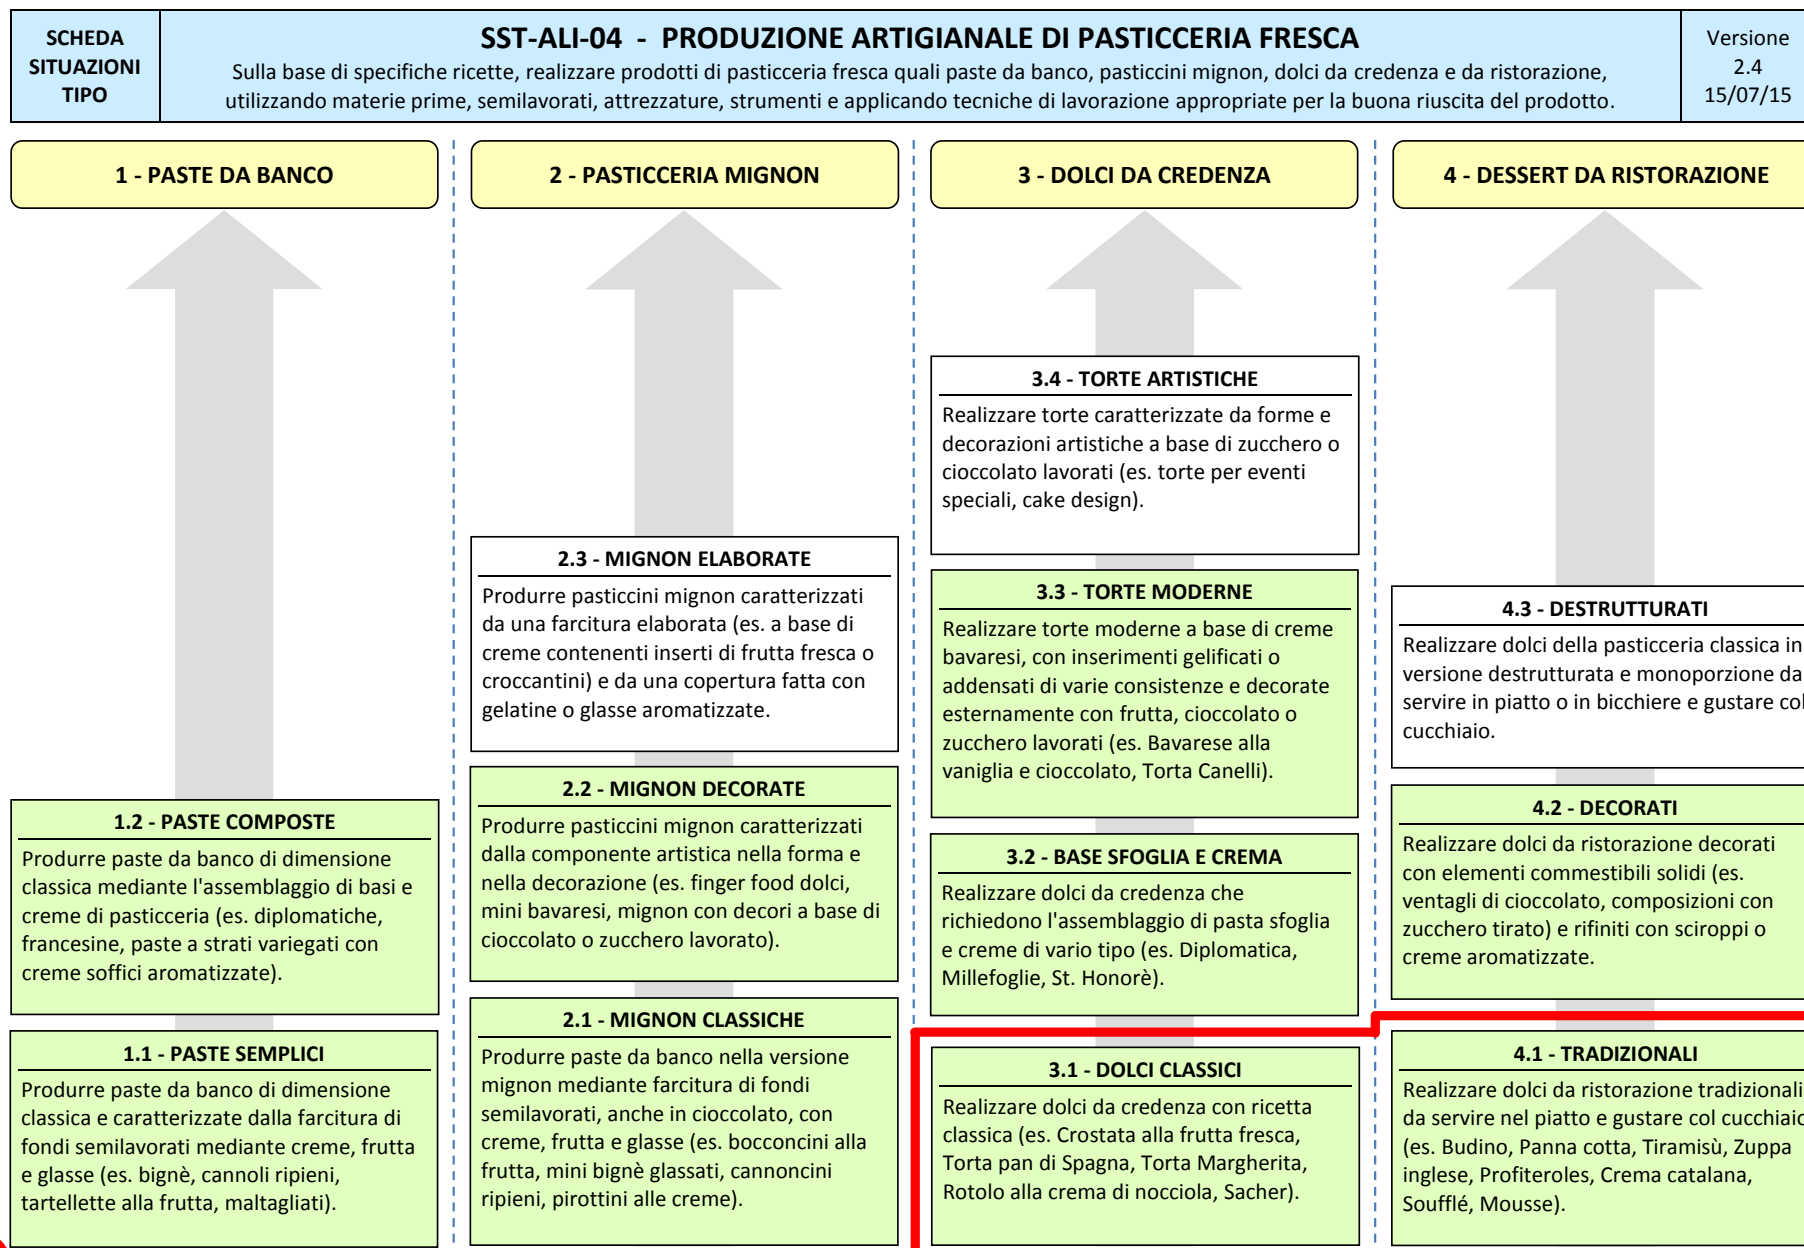 SCHEDA
SITUAZIONI
TIPO
SST-ALI-04 - PRODUZIONE ARTIGIANALE DI PASTICCERIA FRESCA
Sulla base di specifiche ricette, realizzare prodotti di pasticceria fresca quali paste da banco, pasticcini mignon, dolci da credenza e da ristorazione,
utilizzando materie prime, semilavorati, attrezzature, strumenti e applicando tecniche di lavorazione appropriate per la buona riuscita del prodotto.
Versione
2.4
15/07/15
1 - PASTE DA BANCO
1.2 - PASTE COMPOSTE
Produrre paste da banco di dimensione
classica mediante l'assemblaggio di basi e
creme di pasticceria (es. diplomatiche,
francesine, paste a strati variegati con
creme soffici aromatizzate).
1.1 - PASTE SEMPLICI
Produrre paste da banco di dimensione
classica e caratterizzate dalla farcitura di
fondi semilavorati mediante creme, frutta
e glasse (es. bignè, cannoli ripieni,
tartellette alla frutta, maltagliati).
2 - PASTICCERIA MIGNON
2.3 - MIGNON ELABORATE
Produrre pasticcini mignon caratterizzati
da una farcitura elaborata (es. a base di
creme contenenti inserti di frutta fresca o
croccantini) e da una copertura fatta con
gelatine o glasse aromatizzate.
2.2 - MIGNON DECORATE
Produrre pasticcini mignon caratterizzati
dalla componente artistica nella forma e
nella decorazione (es. finger food dolci,
mini bavaresi, mignon con decori a base di
cioccolato o zucchero lavorato).
2.1 - MIGNON CLASSICHE
Produrre paste da banco nella versione
mignon mediante farcitura di fondi
semilavorati, anche in cioccolato, con
creme, frutta e glasse (es. bocconcini alla
frutta, mini bignè glassati, cannoncini
ripieni, pirottini alle creme).
3 - DOLCI DA CREDENZA
3.4 - TORTE ARTISTICHE
Realizzare torte caratterizzate da forme e
decorazioni artistiche a base di zucchero o
cioccolato lavorati (es. torte per eventi
speciali, cake design).
3.3 - TORTE MODERNE
Realizzare torte moderne a base di creme
bavaresi, con inserimenti gelificati o
addensati di varie consistenze e decorate
esternamente con frutta, cioccolato o
zucchero lavorati (es. Bavarese alla
vaniglia e cioccolato, Torta Canelli).
3.2 - BASE SFOGLIA E CREMA
Realizzare dolci da credenza che
richiedono l'assemblaggio di pasta sfoglia
e creme di vario tipo (es. Diplomatica,
Millefoglie, St. Honorè).
3.1 - DOLCI CLASSICI
Realizzare dolci da credenza con ricetta
classica (es. Crostata alla frutta fresca,
Torta pan di Spagna, Torta Margherita,
Rotolo alla crema di nocciola, Sacher).
4 - DESSERT DA RISTORAZIONE
4.3 - DESTRUTTURATI
Realizzare dolci della pasticceria classica in
versione destrutturata e monoporzione da
servire in piatto o in bicchiere e gustare col
cucchiaio.
4.2 - DECORATI
Realizzare dolci da ristorazione decorati
con elementi commestibili solidi (es.
ventagli di cioccolato, composizioni con
zucchero tirato) e rifiniti con sciroppi o
creme aromatizzate.
4.1 - TRADIZIONALI
Realizzare dolci da ristorazione tradizionali
da servire nel piatto e gustare col cucchiaio
(es. Budino, Panna cotta, Tiramisù, Zuppa
inglese, Profiteroles, Crema catalana,
Soufflé, Mousse).